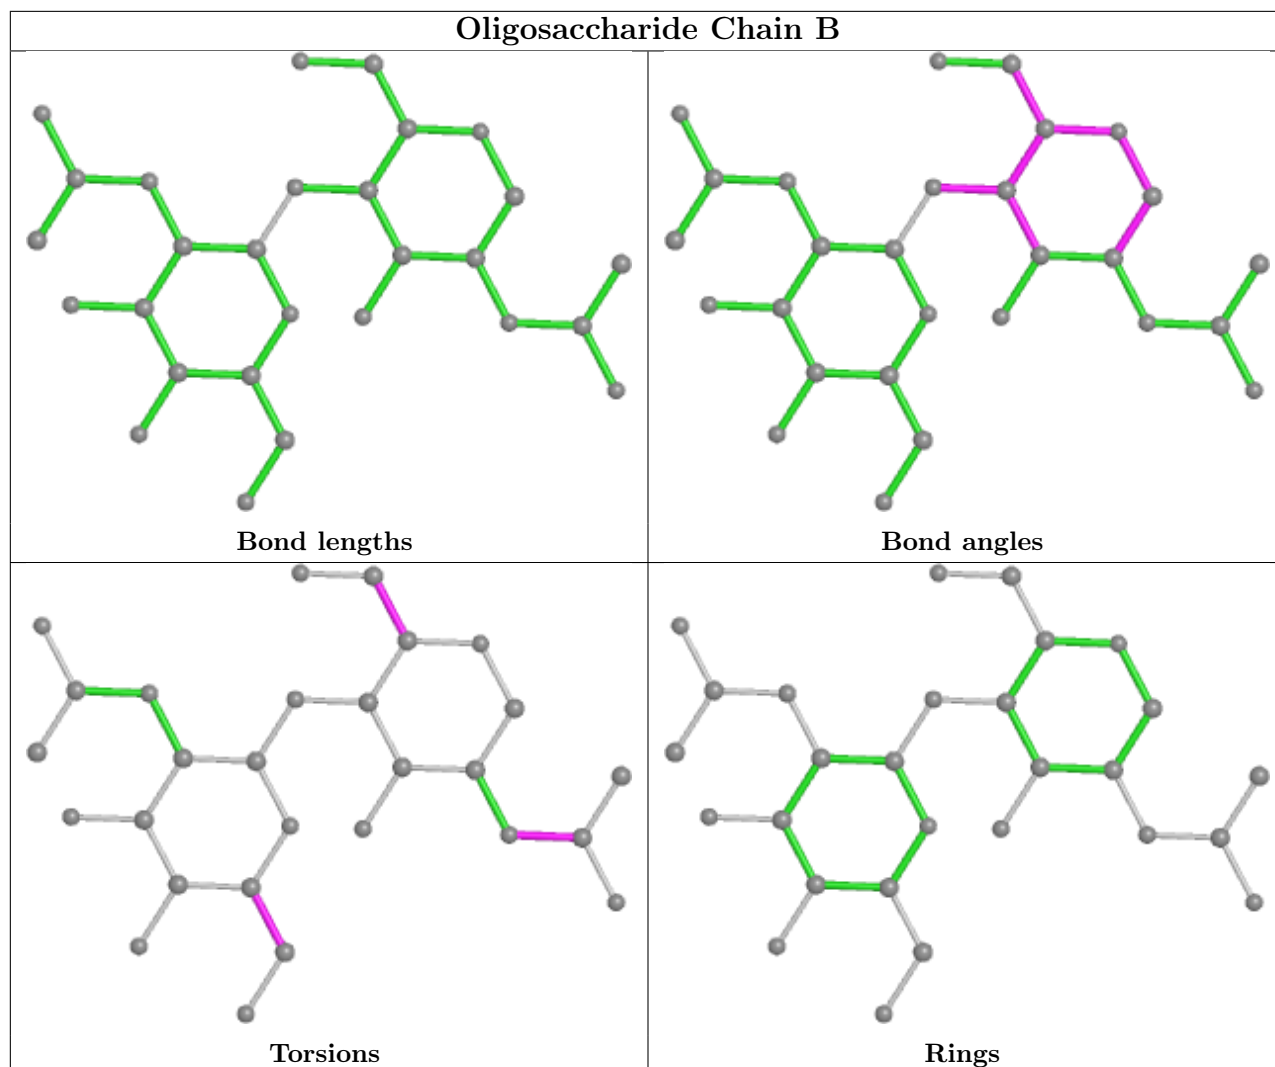 Oligosaccharide Chain B
Bond lengths
Bond angles
Torsions
Rings